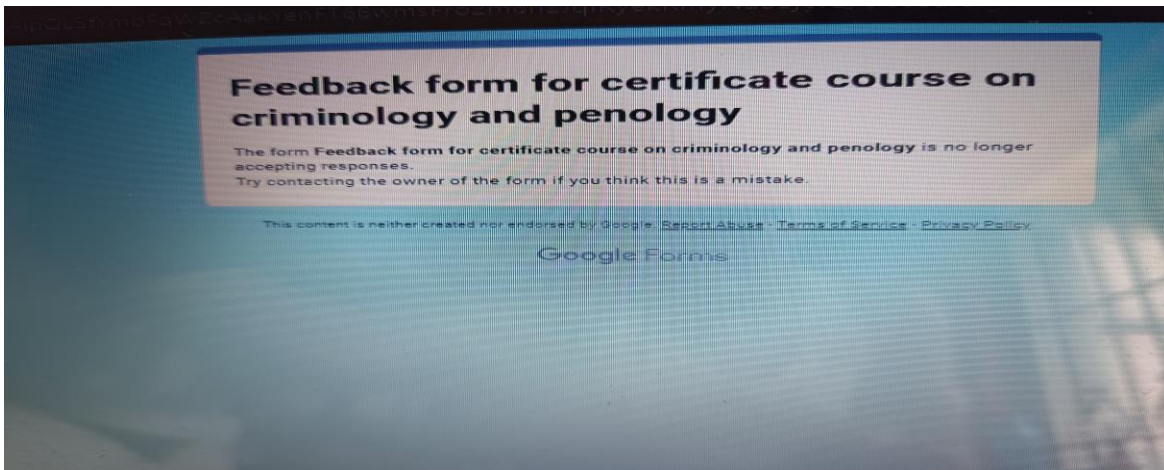 Feedback form for certificate course on
criminology and penology
The form Feedback form for certificate course on criminology and penology is no longer
accepting responses.
Try contacting the owner of the form if you think this is a mistake.
This content is neither created nor endorsed by Google. Report Abuse - Terms of Service - Privacy Policy
Google Forms